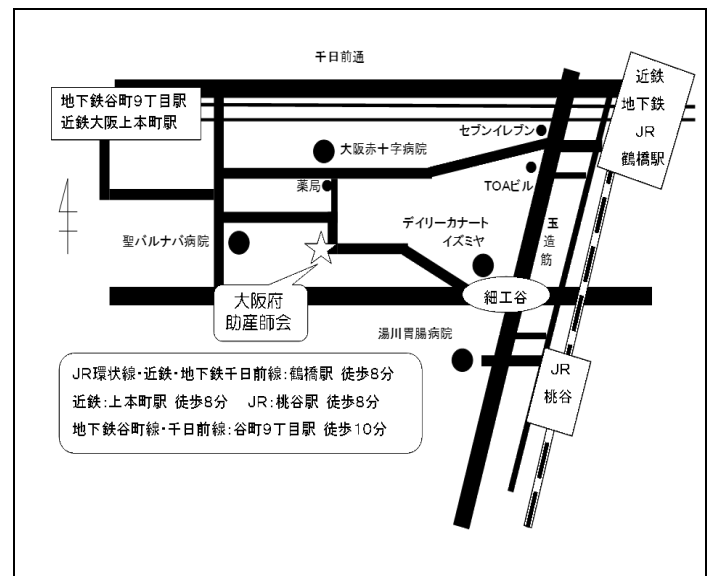 千日前通
近鉄
地下鉄
JR
鶴橋駅
地下鉄谷町9丁目駅
近鉄大阪上本町駅
セブンイレブン
大阪赤十字病院
薬局
TOAビル
デイリーカナート
イズミヤ
玉造筋
聖バルナバ病院
大阪府
助産師会
細工谷
湯川胃腸病院
JR
桃谷
JR環状線・近鉄・地下鉄千日前線:鶴橋駅 徒歩8分
近鉄:上本町駅 徒歩8分 JR:桃谷駅 徒歩8分
地下鉄谷町線・千日前線:谷町9丁目駅 徒歩10分